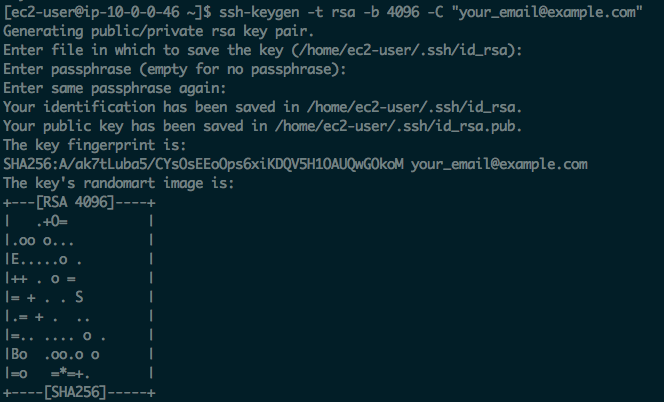 [ec2-user@ip-10-0-0-46 ~]$ ssh-keygen -t rsa -b 4096 -C "your_email@example.com"
Generating public/private rsa key pair.
Enter file in which to save the key (/home/ec2-user/.ssh/id_rsa):
Enter passphrase (empty for no passphrase):
Enter same passphrase again:
Your identification has been saved in /home/ec2-user/.ssh/id_rsa.
Your public key has been saved in /home/ec2-user/.ssh/id_rsa.pub.
The key fingerprint is:
SHA256:A/ak7tLuba5/CYsOsEEoOps6xiKDQV5H1OAUQwGOkoM your_email@example.com
The key's randomart image is:
+---[RSA 4096]----+
|   .+O=          |
|.oo o...         |
|E.....o .        |
|++ . o =         |
|= + . . S        |
|.= + .  ..       |
|=.. .... o .     |
|Bo  .oo.o o      |
|=o   =*=+.       |
+----[SHA256]-----+